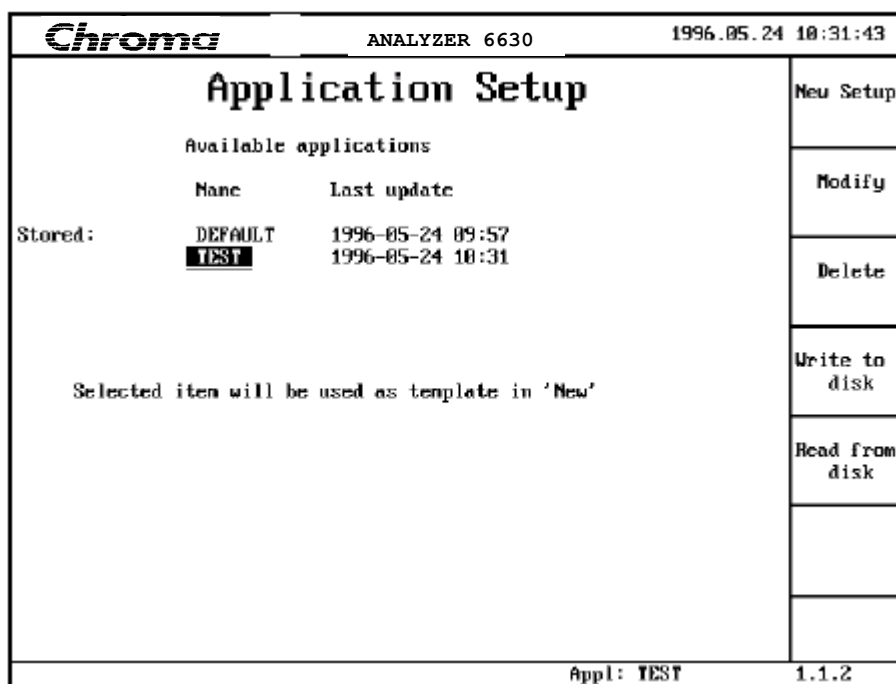 Chroma ANALYZER 6630 1996.05.24 10:31:43
Application Setup
Available applications
Name Last update
Stored: DEFAULT 1996-05-24 09:57
TEST 1996-05-24 10:31
Selected item will be used as template in 'New'
New Setup
Modify
Delete
Write to
disk
Read from
disk
Appl: TEST 1.1.2